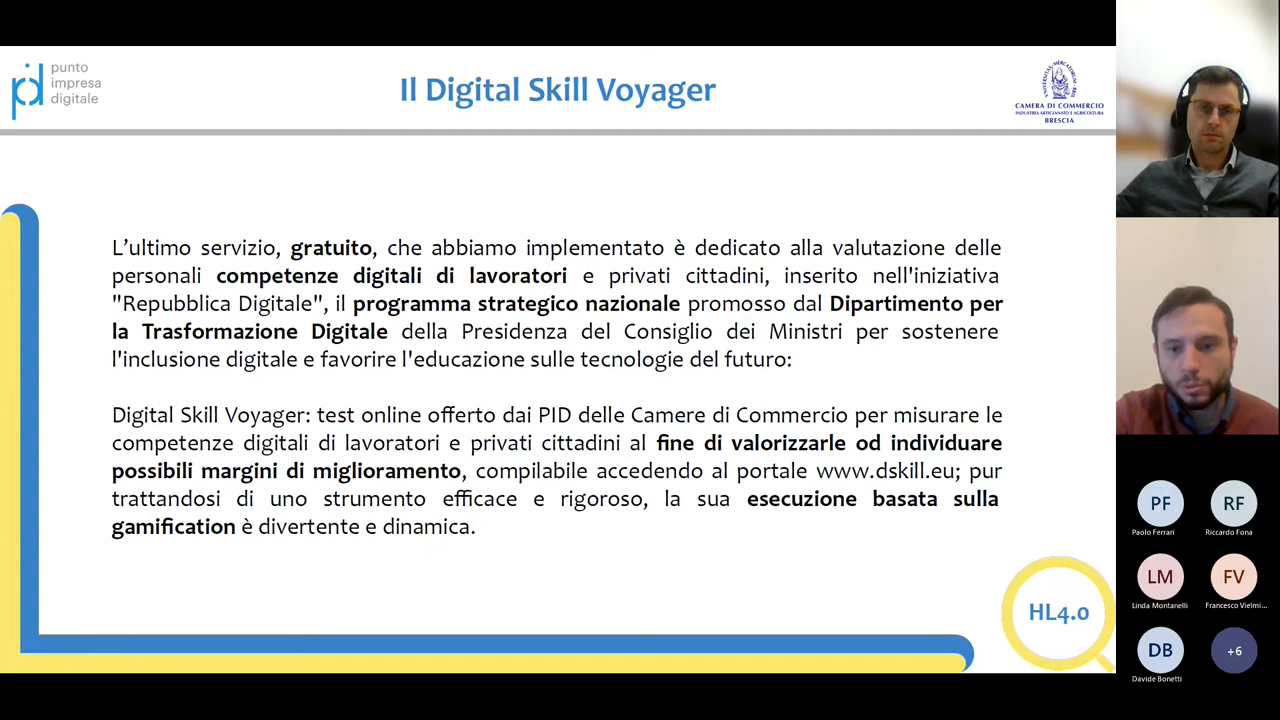 punto
impresa
digitale
Il Digital Skill Voyager
CAMERA DI COMMERCIO
INDUSTRIA ARTIGIANATO E AGRICOLTURA
BRESCIA
L'ultimo servizio, gratuito, che abbiamo implementato è dedicato alla valutazione delle
personali competenze digitali di lavoratori e privati cittadini, inserito nell'iniziativa
"Repubblica Digitale", il programma strategico nazionale promosso dal Dipartimento per
la Trasformazione Digitale della Presidenza del Consiglio dei Ministri per sostenere
l'inclusione digitale e favorire l'educazione sulle tecnologie del futuro:
Digital Skill Voyager: test online offerto dai PID delle Camere di Commercio per misurare le
competenze digitali di lavoratori e privati cittadini al fine di valorizzarle od individuare
possibili margini di miglioramento, compilabile accedendo al portale www.dskill.eu; pur
trattandosi di uno strumento efficace e rigoroso, la sua esecuzione basata sulla
gamification è divertente e dinamica.
HL4.0
PF
Paolo Ferrari
RF
Riccardo Fona
LM
Linda Montanelli
FV
Francesco Vielmi...
DB
Davide Bonetti
+6